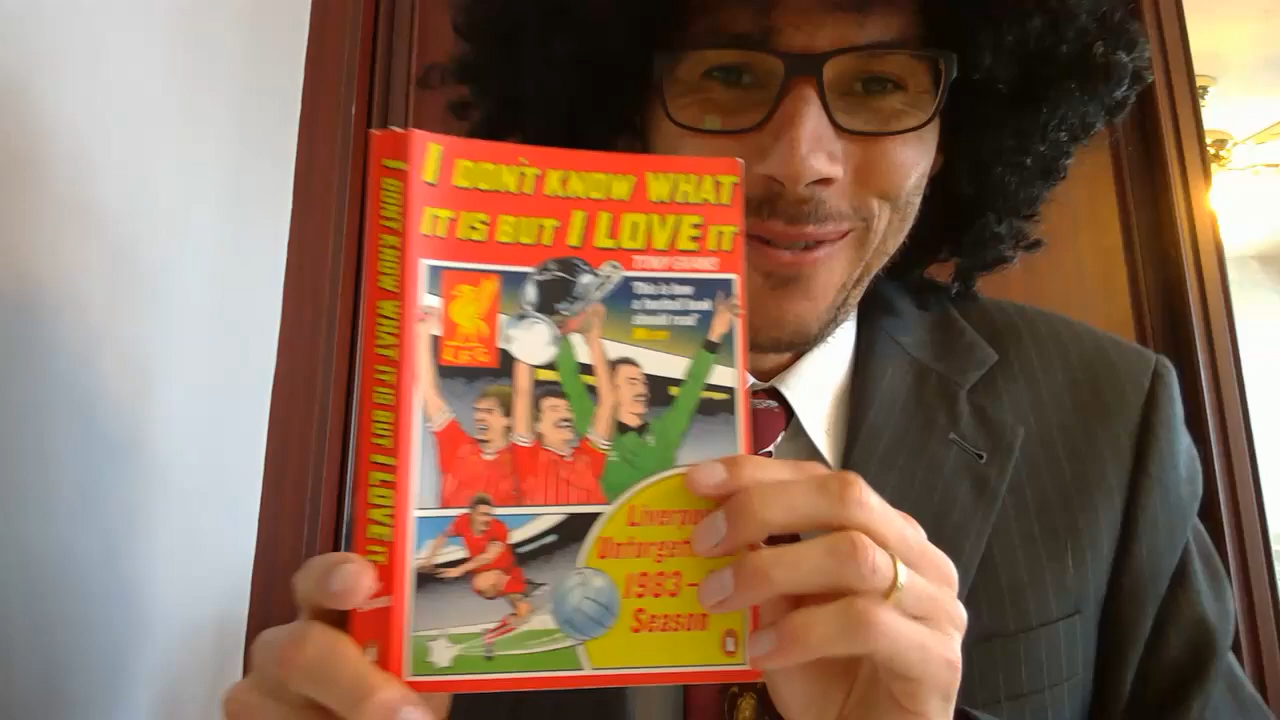 I DON'T KNOW WHAT
IT IS BUT I LOVE IT
TONY EVANS
'This is how
a football book
should read'
L.F.C
Liverpool's
Season
I DON'T KNOW WHAT IT IS BUT I LOVE IT